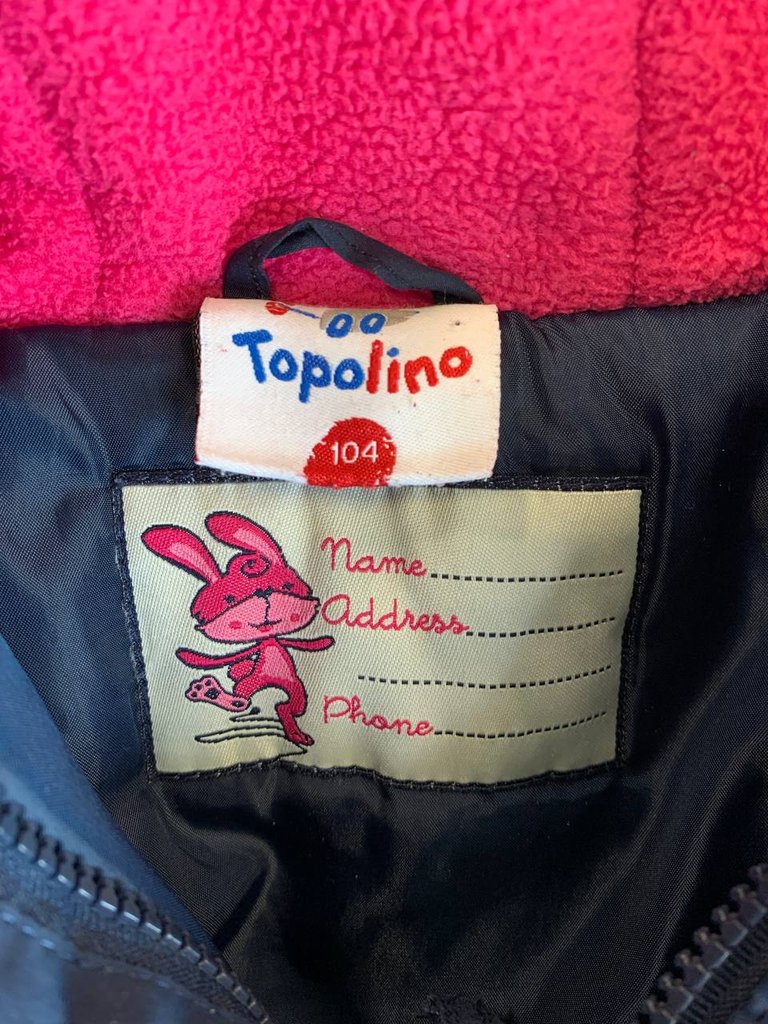 Topolino
104
Name
Address
Phone